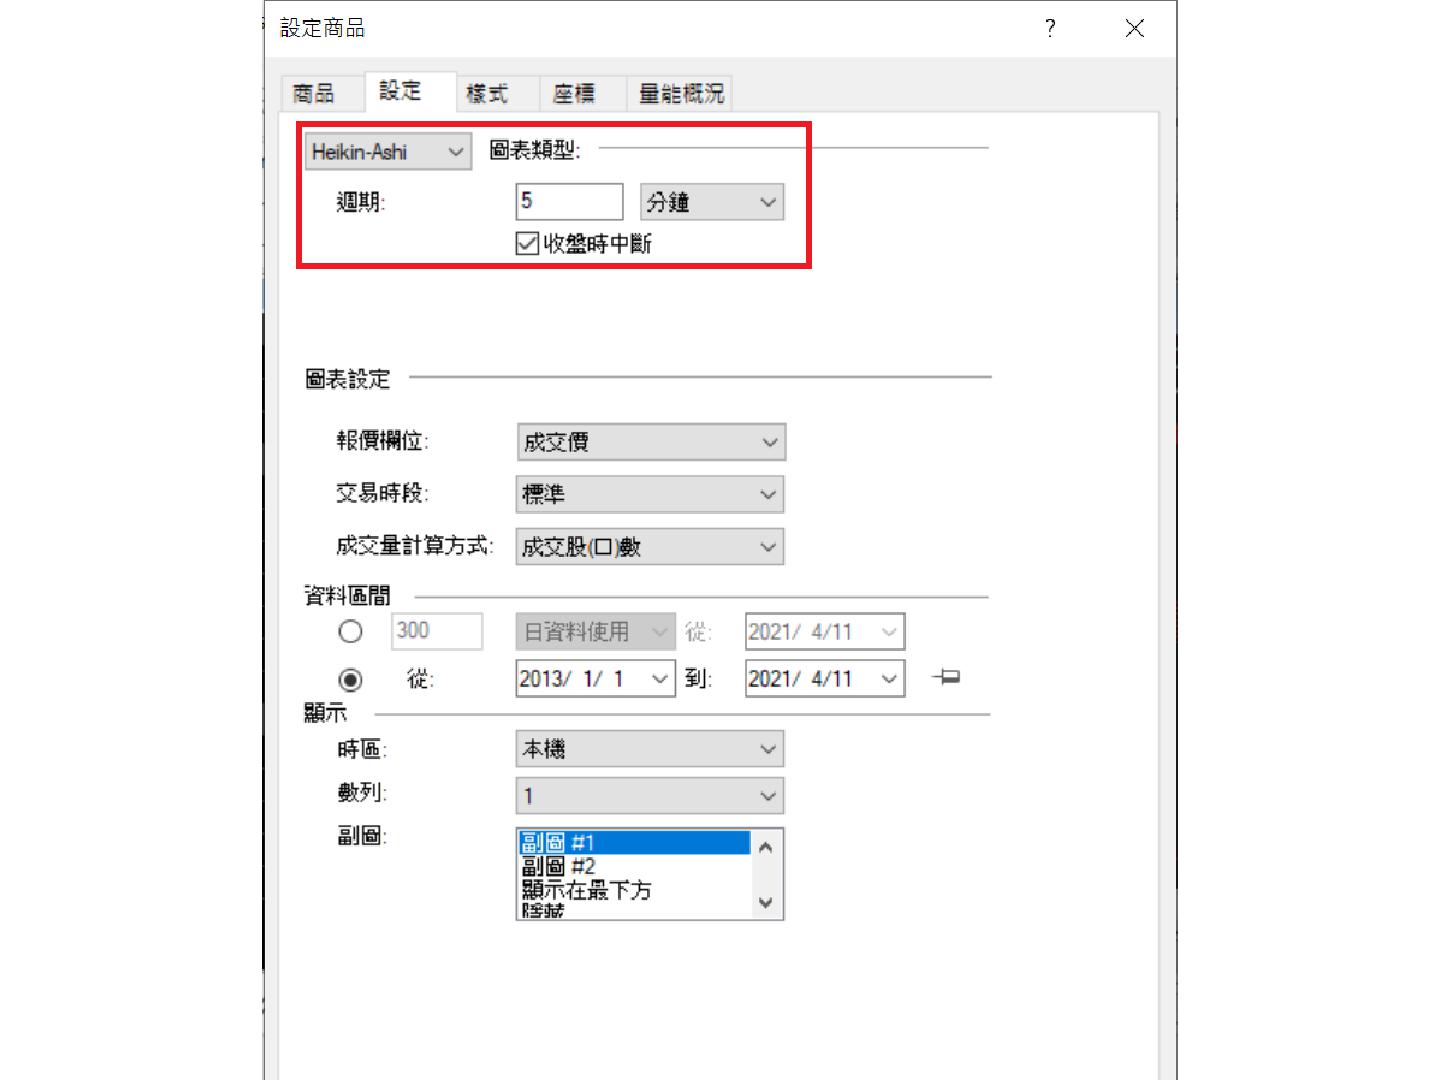 設定商品
?
商品 設定 樣式 座標 量能概況
Heikin-Ashi 圖表類型:
週期: 5 分鐘
收盤時中斷
圖表設定
報價欄位: 成交價
交易時段: 標準
成交量計算方式: 成交股(口)數
資料區間
300 日資料使用 從: 2021/ 4/11
從: 2013/ 1/ 1 到: 2021/ 4/11
顯示
時區: 本機
數列: 1
副圖: 副圖 #1
副圖 #2
顯示在最下方
隱藏